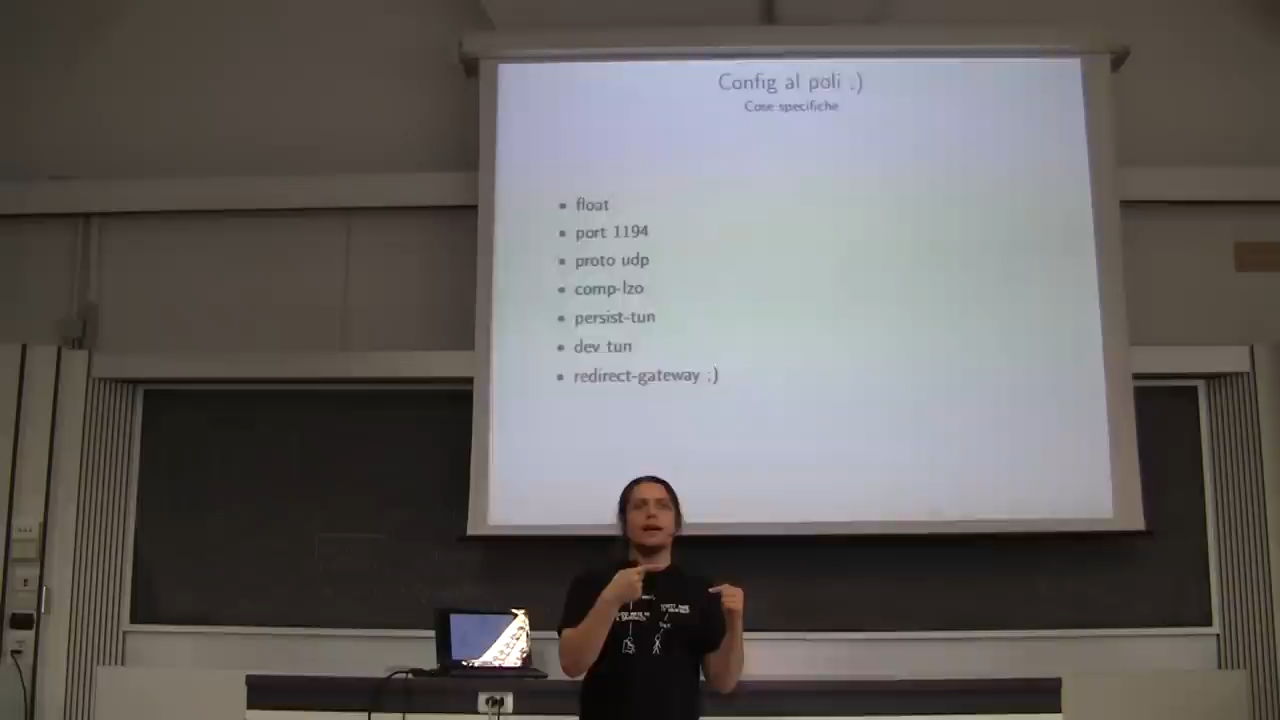 Config al poli :)
Cose specifiche
float
port 1194
proto udp
comp-lzo
persist-tun
dev tun
redirect-gateway ;)